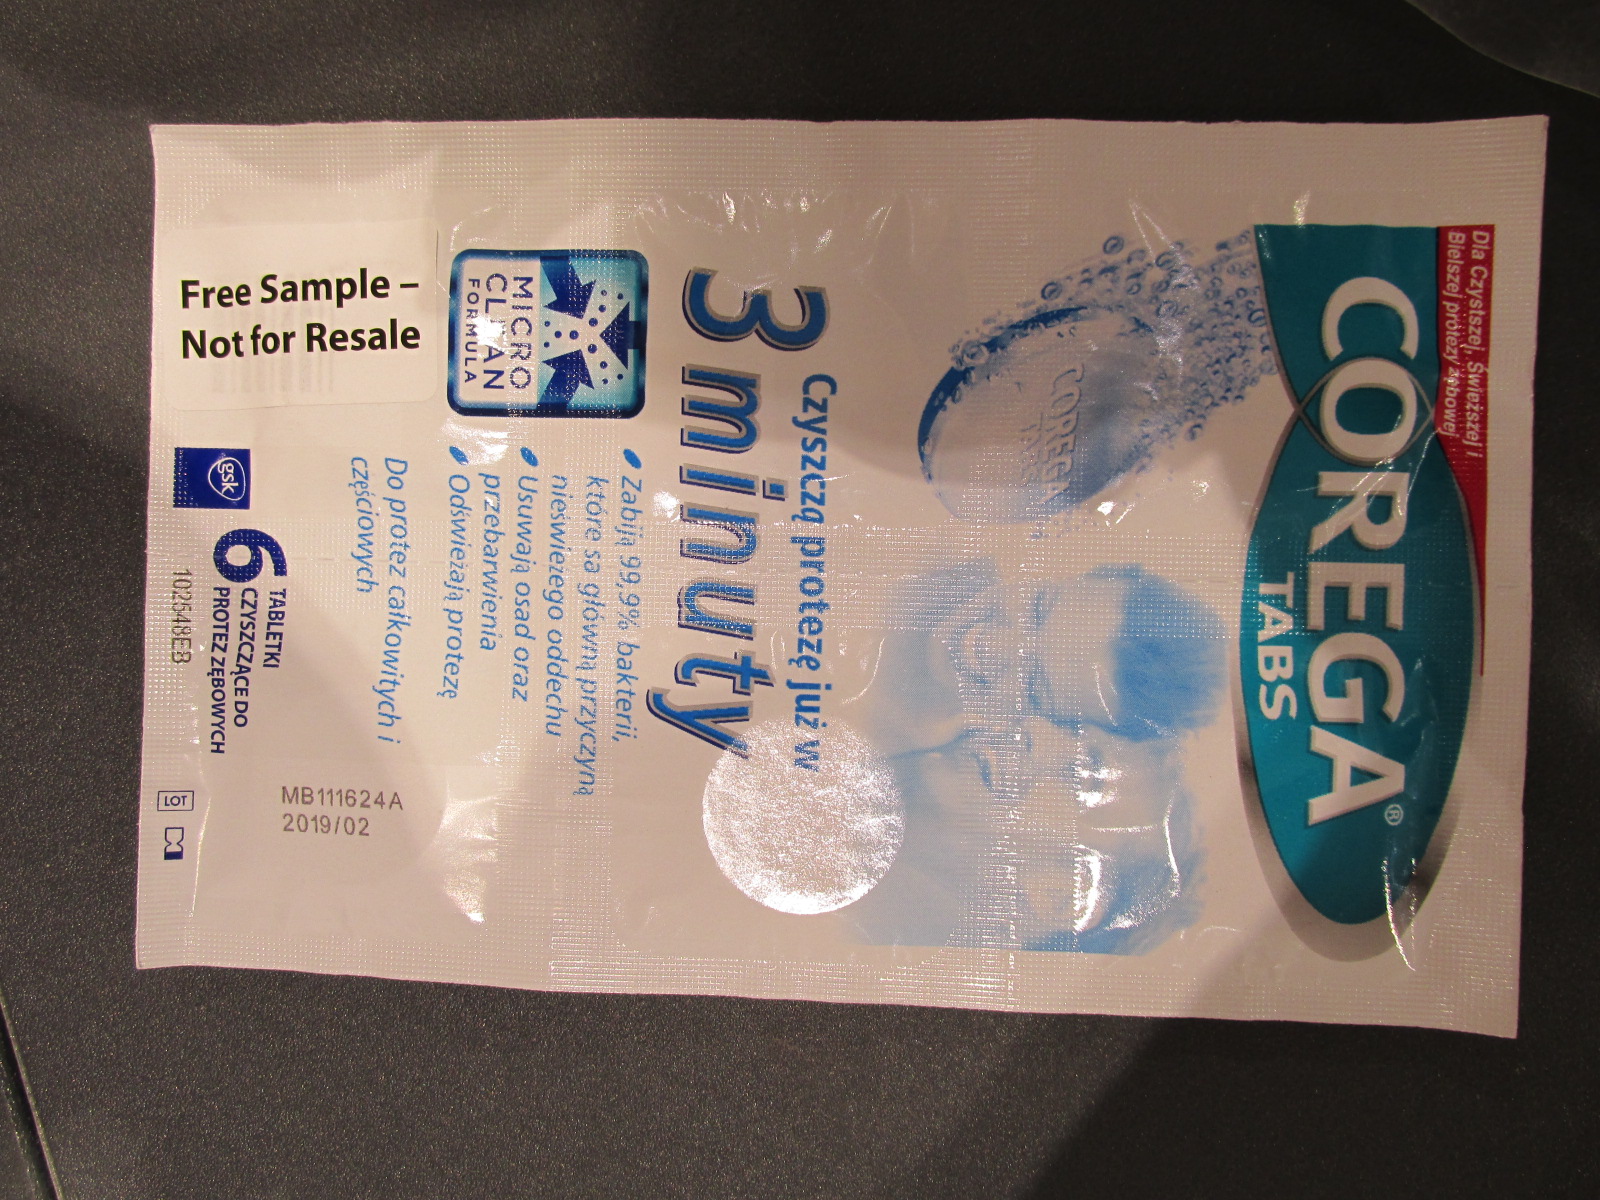 Dla Czystszej, Świeższej i
Bielszej protezy zębowej
COREGA®
TABS
COREGA
TABS
Czyszczą protezę już w
3 minuty
Zabiją 99,9% bakterii,
które sa główną przyczyną
nieświeżego oddechu
Usuwają osad oraz
przebarwienia
Odświeżają protezę
MICRO
CLEAN
FORMULA
Do protez całkowitych i
częściowych
Free Sample –
Not for Resale
MB111624A
2019/02
gsk
6 TABLETKI
CZYSZCZĄCE DO
PROTEZ ZĘBOWYCH
102548EB
LOT